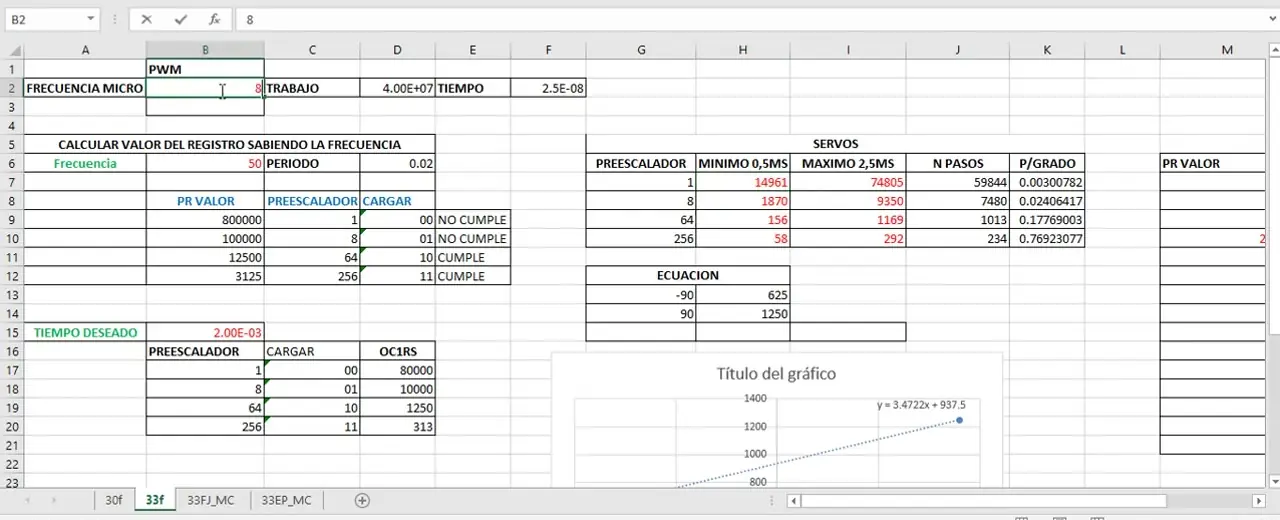 B2 fx 8
A B C D E F G H I J K L M
1 PWM
2 FRECUENCIA MICRO 8 TRABAJO 4.00E+07 TIEMPO 2.5E-08
3
4
5 CALCULAR VALOR DEL REGISTRO SABIENDO LA FRECUENCIA SERVOS
6 Frecuencia 50 PERIODO 0.02 PREESCALADOR MINIMO 0,5MS MAXIMO 2,5MS N PASOS P/GRADO PR VALOR
7 1 14961 74805 59844 0.00300782
8 PR VALOR PREESCALADOR CARGAR 8 1870 9350 7480 0.02406417
9 800000 1 00 NO CUMPLE 64 156 1169 1013 0.17769003
10 100000 8 01 NO CUMPLE 256 58 292 234 0.76923077 2
11 12500 64 10 CUMPLE
12 3125 256 11 CUMPLE ECUACION
13 -90 625
14 90 1250
15 TIEMPO DESEADO 2.00E-03
16 PREESCALADOR CARGAR OC1RS
17 1 00 80000 Título del gráfico
18 8 01 10000 1400 y = 3.4722x + 937.5
19 64 10 1250
20 256 11 313 1200
21 1000
22
23 800
30f 33f 33FJ_MC 33EP_MC